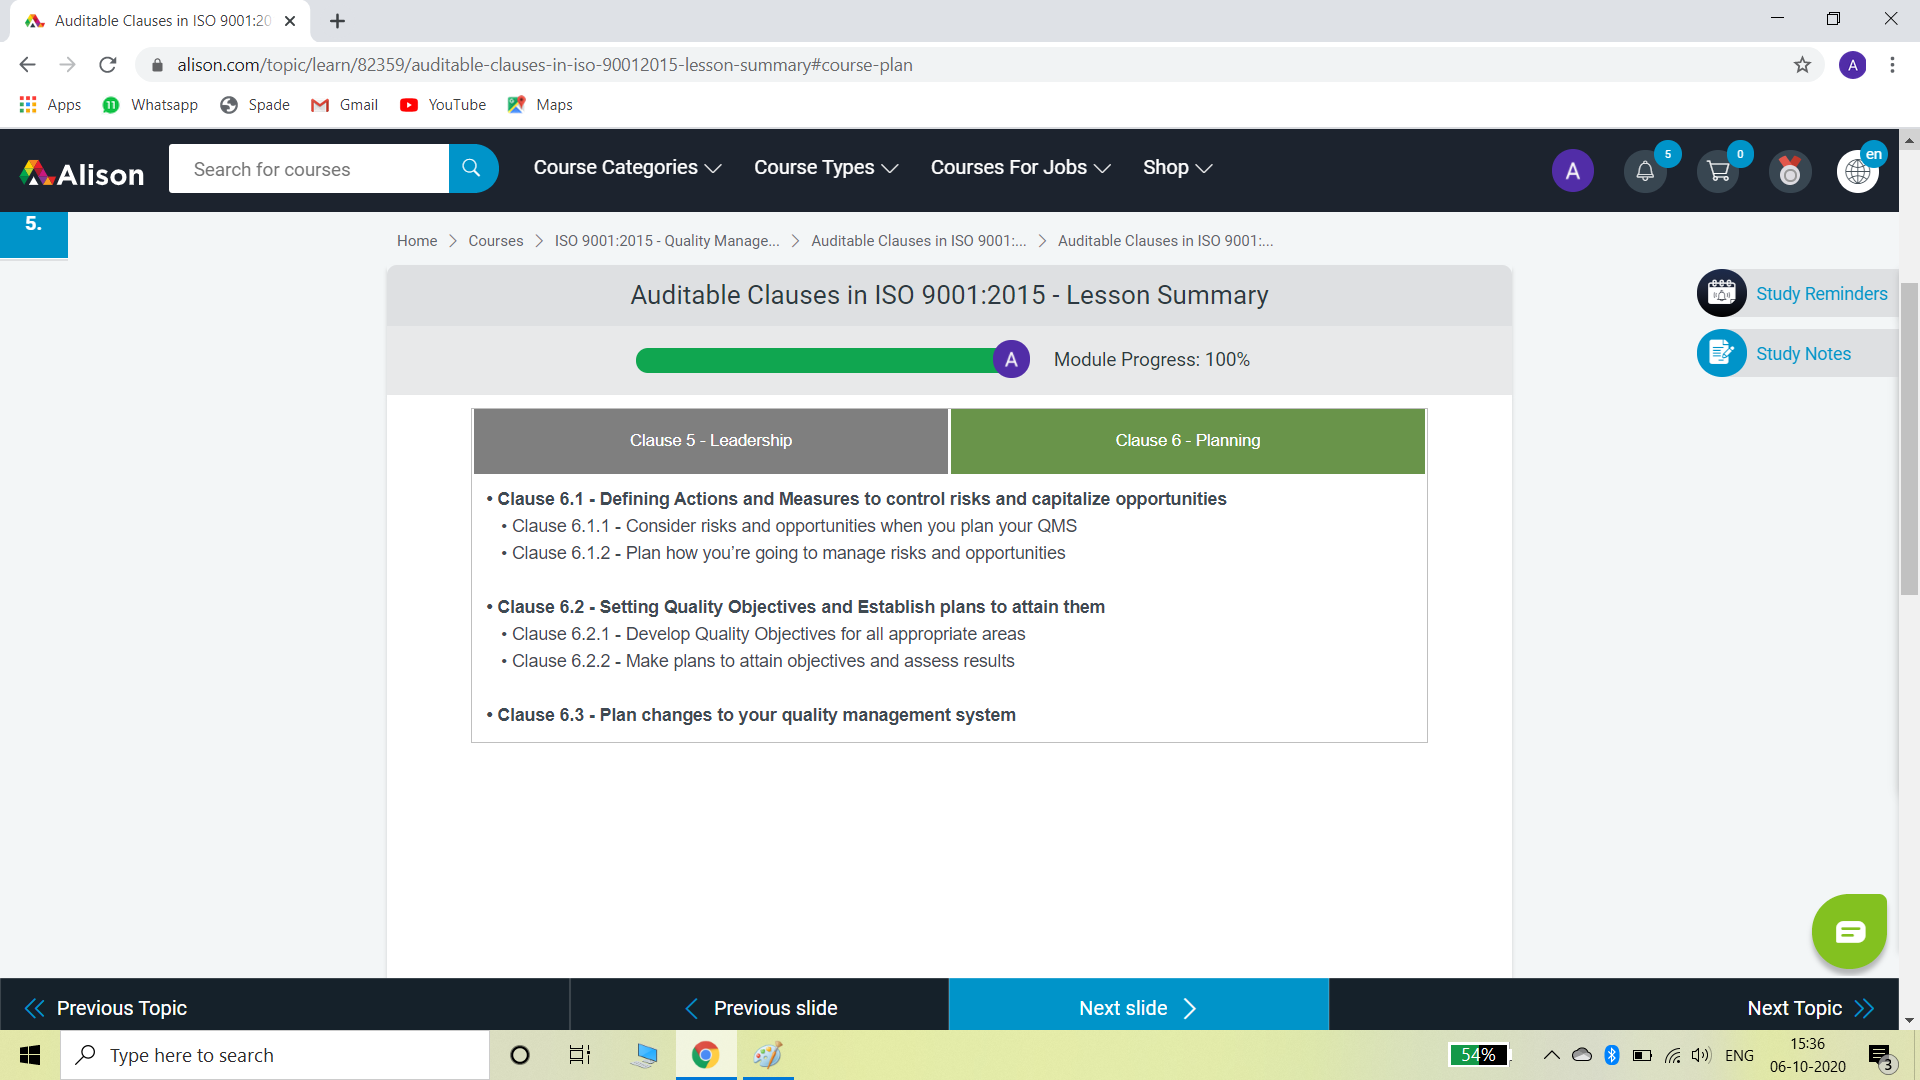 Auditable Clauses in ISO 9001:20
alison.com/topic/learn/82359/auditable-clauses-in-iso-90012015-lesson-summary#course-plan
A
Apps
11
Whatsapp
Spade
Gmail
YouTube
Maps
Alison
Search for courses
Course Categories
Course Types
Courses For Jobs
Shop
A
5
0
en
5.
Home > Courses > ISO 9001:2015 - Quality Manage... > Auditable Clauses in ISO 9001:... > Auditable Clauses in ISO 9001:...
Auditable Clauses in ISO 9001:2015 - Lesson Summary
A
Module Progress: 100%
Study Reminders
Study Notes
Clause 5 - Leadership
Clause 6 - Planning
• Clause 6.1 - Defining Actions and Measures to control risks and capitalize opportunities
• Clause 6.1.1 - Consider risks and opportunities when you plan your QMS
• Clause 6.1.2 - Plan how you’re going to manage risks and opportunities
• Clause 6.2 - Setting Quality Objectives and Establish plans to attain them
• Clause 6.2.1 - Develop Quality Objectives for all appropriate areas
• Clause 6.2.2 - Make plans to attain objectives and assess results
• Clause 6.3 - Plan changes to your quality management system
Previous Topic
Previous slide
Next slide
Next Topic
Type here to search
54%
ENG
15:36
06-10-2020
3